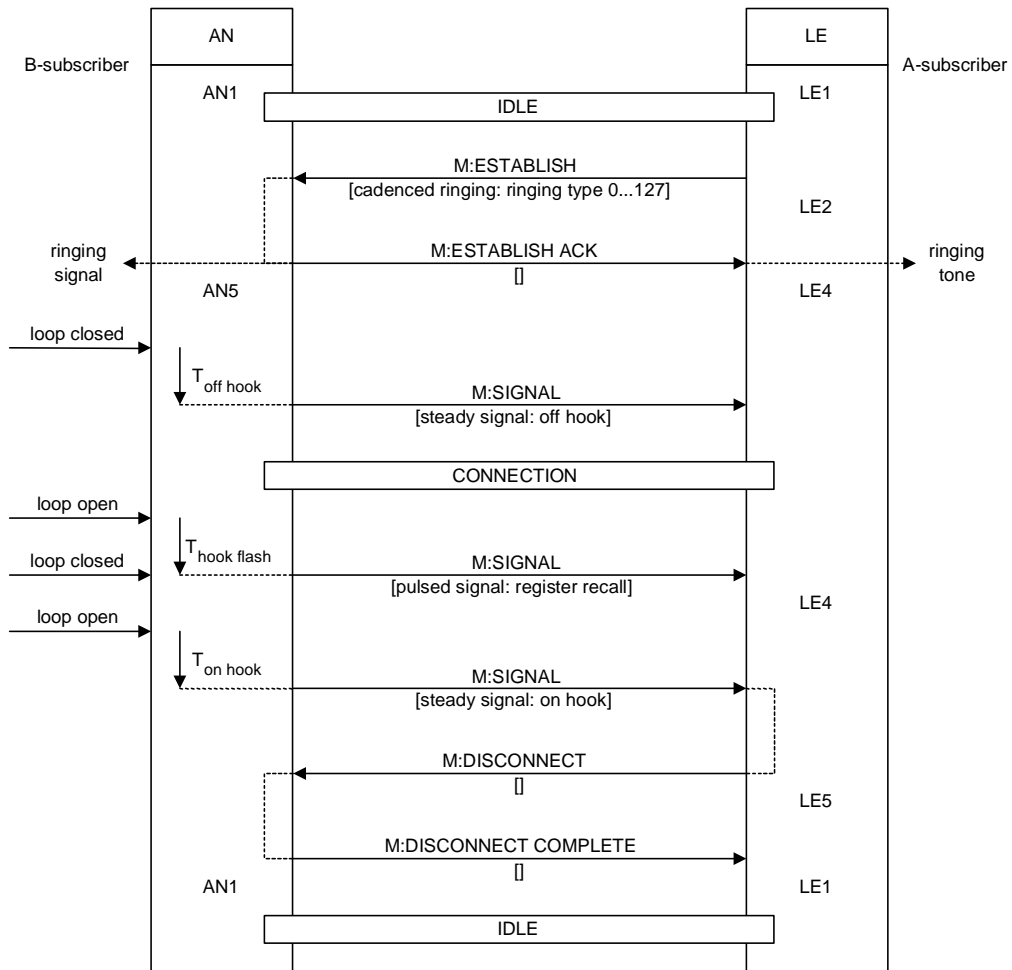 AN
LE
B-subscriber
A-subscriber
AN1
LE1
IDLE
M:ESTABLISH
[cadenced ringing: ringing type 0...127]
LE2
ringing
signal
M:ESTABLISH ACK
[]
ringing
tone
AN5
LE4
loop closed
T off hook
M:SIGNAL
[steady signal: off hook]
CONNECTION
loop open
T hook flash
loop closed
M:SIGNAL
[pulsed signal: register recall]
LE4
loop open
T on hook
M:SIGNAL
[steady signal: on hook]
M:DISCONNECT
[]
LE5
M:DISCONNECT COMPLETE
[]
AN1
LE1
IDLE